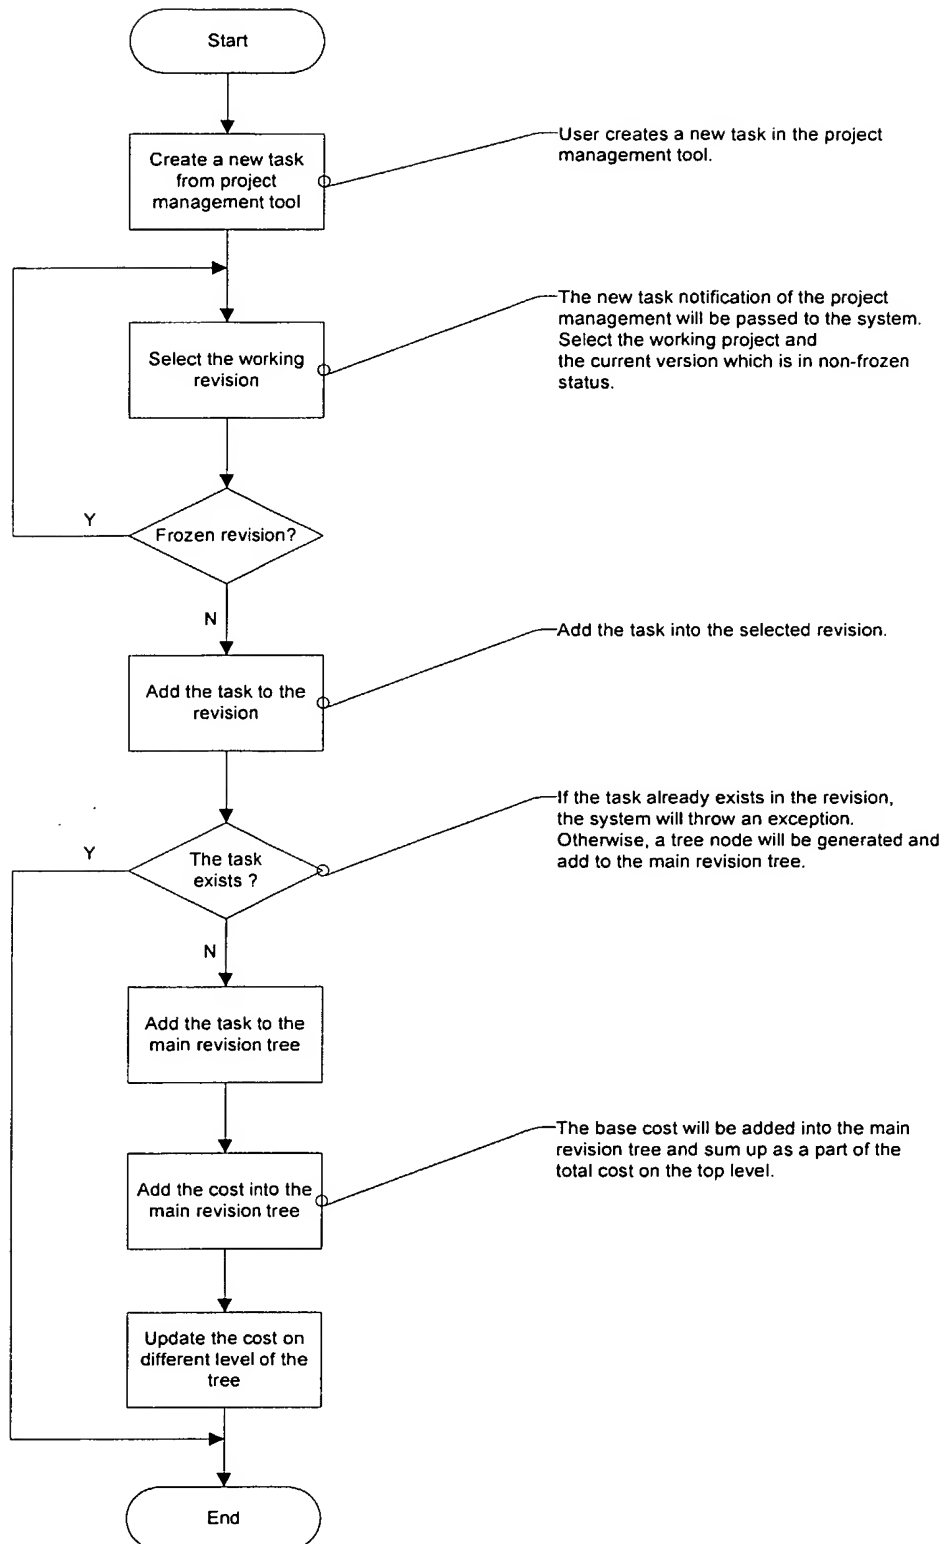 Start
Create a new task
from project
management tool
User creates a new task in the project
management tool.
Select the working
revision
The new task notification of the project
management will be passed to the system.
Select the working project and
the current version which is in non-frozen
status.
Y
Frozen revision?
N
Add the task to the
revision
Add the task into the selected revision.
Y
The task
exists ?
If the task already exists in the revision,
the system will throw an exception.
Otherwise, a tree node will be generated and
add to the main revision tree.
N
Add the task to the
main revision tree
Add the cost into the
main revision tree
The base cost will be added into the main
revision tree and sum up as a part of the
total cost on the top level.
Update the cost on
different level of the
tree
End